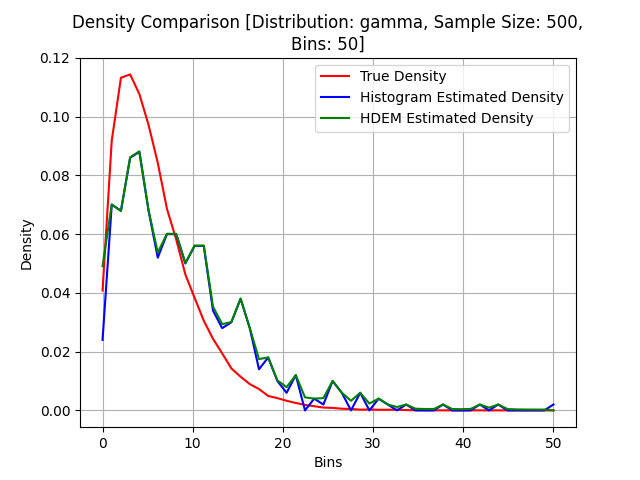 Density Comparison [Distribution: gamma, Sample Size: 500,
Bins: 50]
True Density
Histogram Estimated Density
HDEM Estimated Density
Density
0.12
0.10
0.08
0.06
0.04
0.02
0.00
0 10 20 30 40 50
Bins